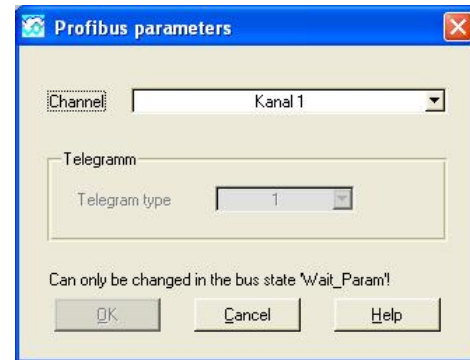 Profibus parameters
Channel Kanal 1
Telegramm
Telegram type 1
Can only be changed in the bus state 'Wait_Param'!
OK Cancel Help